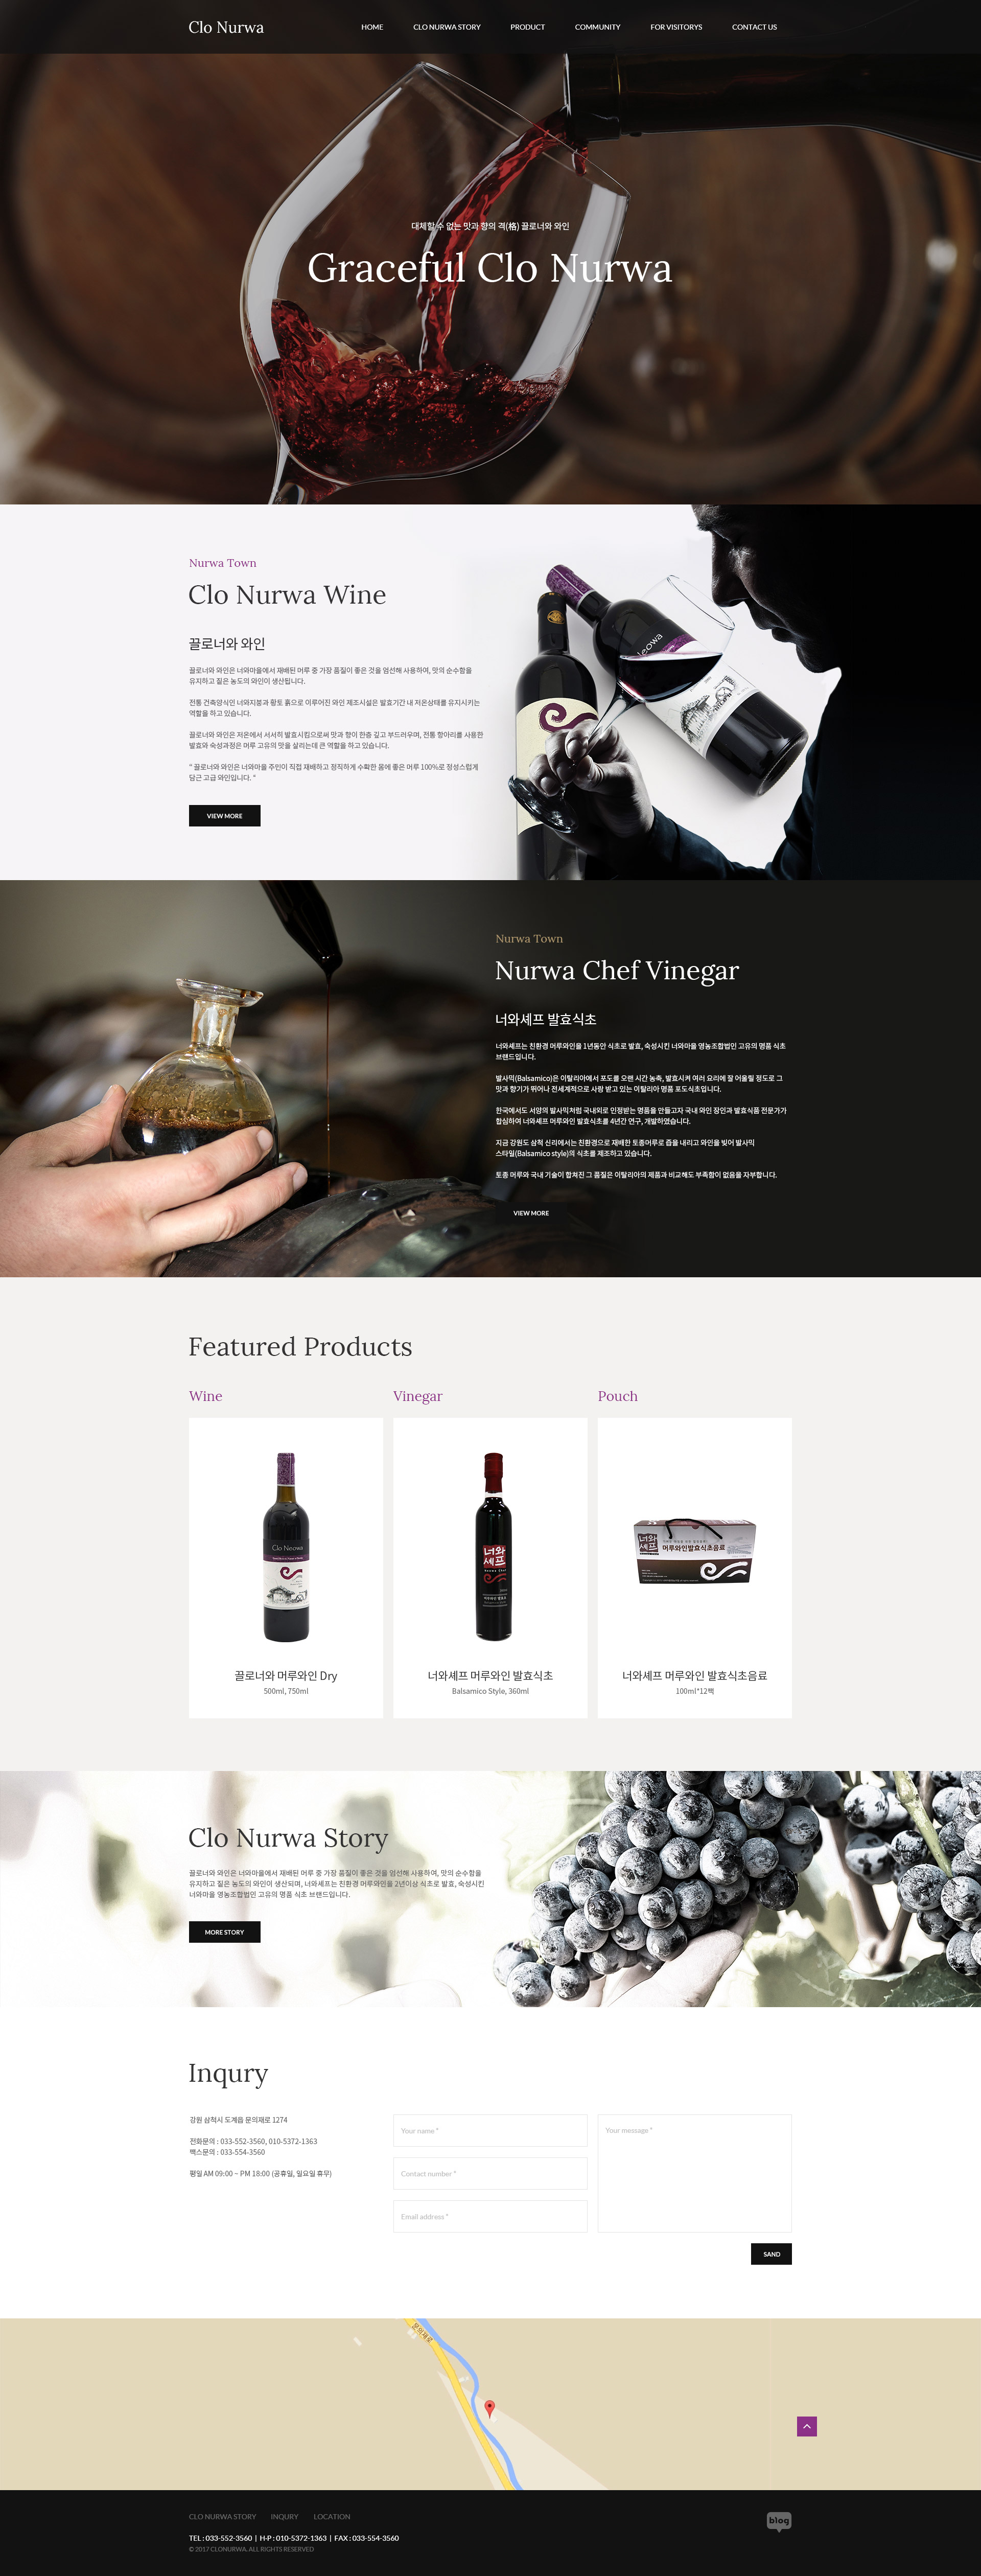 Clo Nurwa
HOME
CLO NURWA STORY
PRODUCT
COMMUNITY
FOR VISITORYS
CONTACT US
대체할 수 없는 맛과 향의 격(格) 끌로너와 와인
Graceful Clo Nurwa
Nurwa Town
Clo Nurwa Wine
끌로너와 와인
끌로너와 와인은 너와마을에서 재배된 머루 중 가장 품질이 좋은 것을 엄선해 사용하여, 맛의 순수함을
유지하고 짙은 농도의 와인이 생산됩니다.
전통 건축양식인 너와지붕과 황토 흙으로 이루어진 와인 제조시설은 발효기간 내 저온상태를 유지시키는
역할을 하고 있습니다.
끌로너와 와인은 저온에서 서서히 발효시킴으로써 맛과 향이 한층 깊고 부드러우며, 전통 항아리를 사용한
발효와 숙성과정은 머루 고유의 맛을 살리는데 큰 역할을 하고 있습니다.
" 끌로너와 와인은 너와마을 주민이 직접 재배하고 정직하게 수확한 몸에 좋은 머루 100%로 정성스럽게
담근 고급 와인입니다. "
VIEW MORE
Nurwa Town
Nurwa Chef Vinegar
너와셰프 발효식초
너와셰프는 친환경 머루와인을 1년동안 식초로 발효, 숙성시킨 너와마을 영농조합법인 고유의 명품 식초
브랜드입니다.
발사믹(Balsamico)은 이탈리아에서 포도를 오랜 시간 농축, 발효시켜 여러 요리에 잘 어울릴 정도로 그
맛과 향기가 뛰어나 전세계적으로 사랑 받고 있는 이탈리아 명품 포도식초입니다.
한국에서도 서양의 발사믹처럼 국내외로 인정받는 명품을 만들고자 국내 와인 장인과 발효식품 전문가가
합심하여 너와셰프 머루와인 발효식초를 4년간 연구, 개발하였습니다.
지금 강원도 삼척 신리에서는 친환경으로 재배한 토종머루로 즙을 내리고 와인을 빚어 발사믹
스타일(Balsamico style)의 식초를 제조하고 있습니다.
토종 머루와 국내 기술이 합쳐진 그 품질은 이탈리아의 제품과 비교해도 부족함이 없음을 자부합니다.
VIEW MORE
Featured Products
Wine
Vinegar
Pouch
Clo Neowa
너와
셰프
너와
셰프
머루와인발효식초음료
끌로너와 머루와인 Dry
500ml, 750ml
너와셰프 머루와인 발효식초
Balsamico Style, 360ml
너와셰프 머루와인 발효식초음료
100ml*12팩
Clo Nurwa Story
끌로너와 와인은 너와마을에서 재배된 머루 중 가장 품질이 좋은 것을 엄선해 사용하여, 맛의 순수함을
유지하고 짙은 농도의 와인이 생산되며, 너와셰프는 친환경 머루와인을 2년이상 식초로 발효, 숙성시킨
너와마을 영농조합법인 고유의 명품 식초 브랜드입니다.
MORE STORY
Inqury
강원 삼척시 도계읍 문의재로 1274
전화문의 : 033-552-3560, 010-5372-1363
팩스문의 : 033-554-3560
평일 AM 09:00 ~ PM 18:00 (공휴일, 일요일 휴무)
Your name *
Contact number *
Email address *
Your message *
SAND
문의재로
CLO NURWA STORY
INQURY
LOCATION
TEL : 033-552-3560 | H·P : 010-5372-1363 | FAX : 033-554-3560
© 2017 CLONURWA. ALL RIGHTS RESERVED
blog